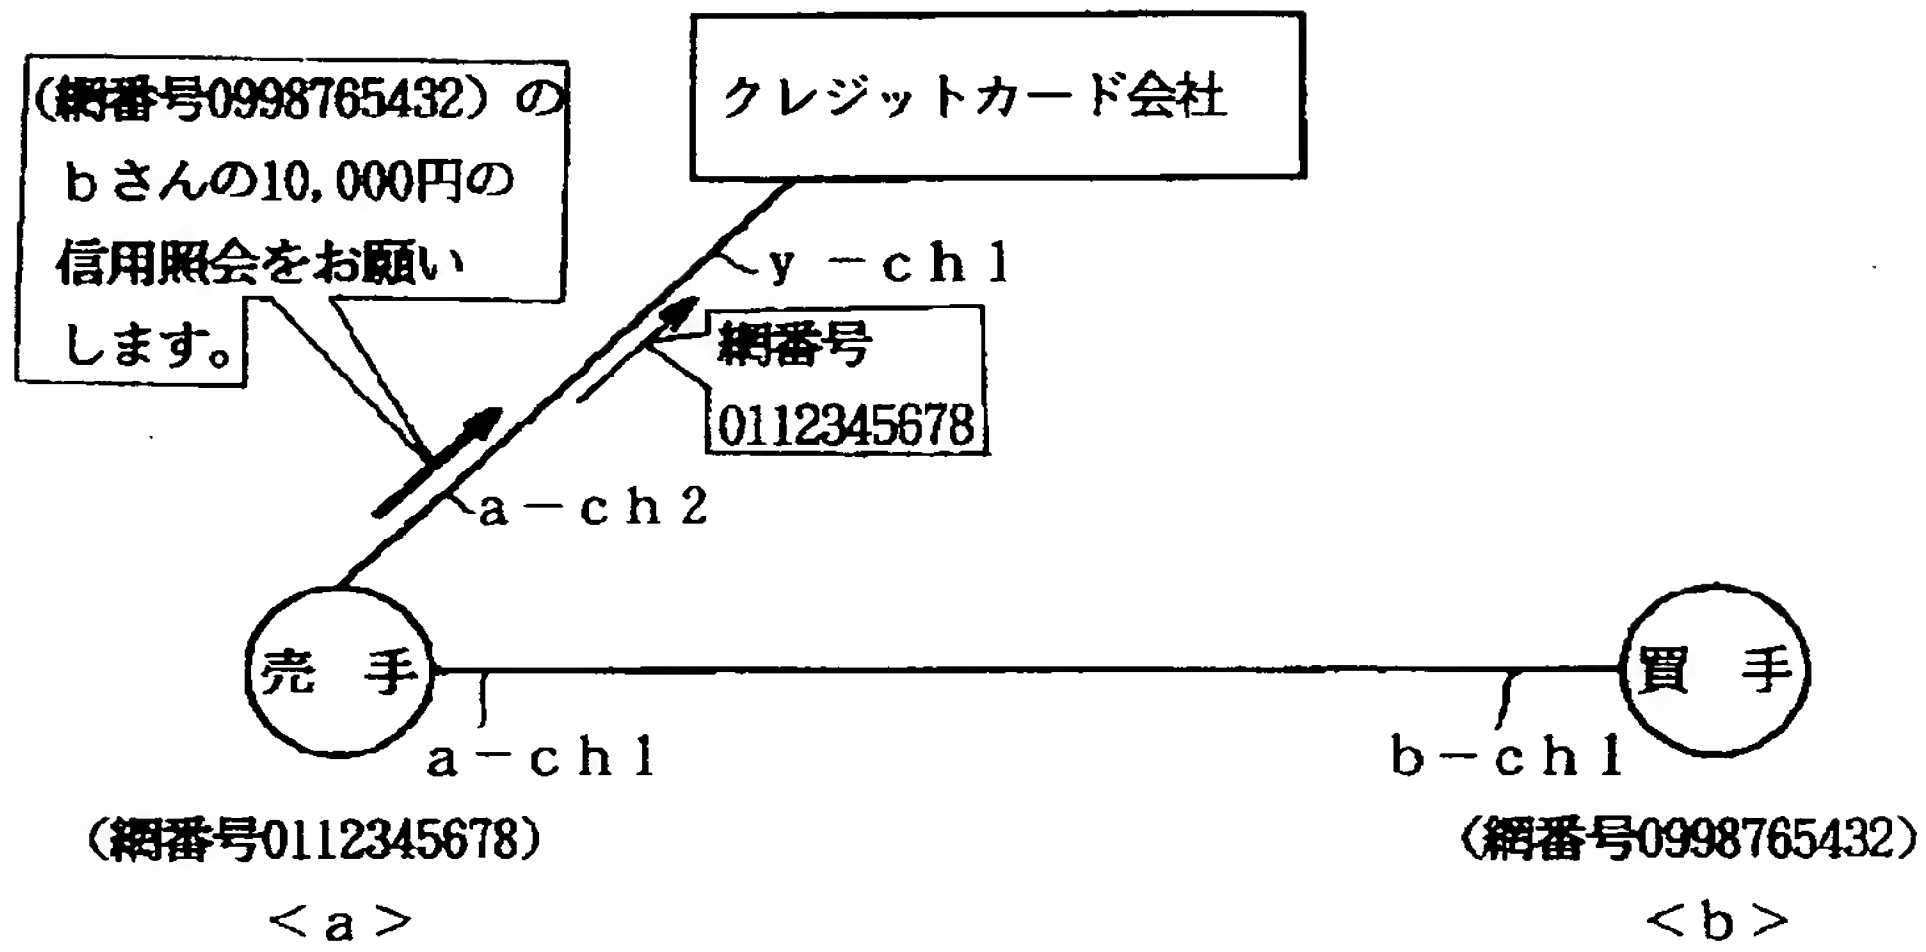 クレジットカード会社
(網番号0998765432)の
bさんの10,000円の
信用照会をお願い
します。
y-ch1
網番号
0112345678
a-ch2
売 手
買 手
a-ch1
b-ch1
(網番号0112345678)
(網番号0998765432)
<a>
<b>